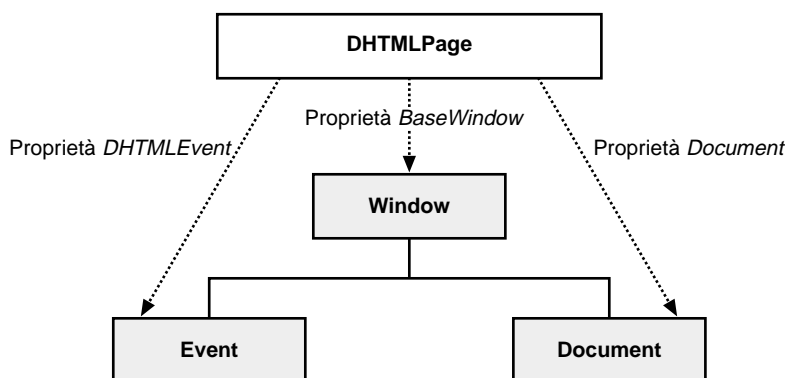 DHTMLPage
Proprietà BaseWindow
Proprietà DHTMLEvent
Proprietà Document
Window
Event
Document